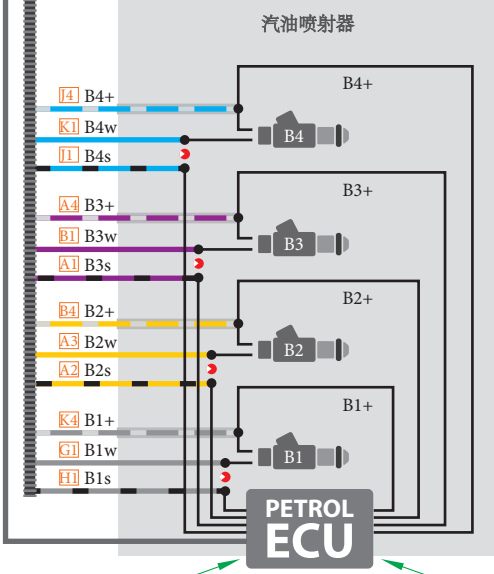 汽油喷射器
J4 B4+ B4+
K1 B4w
B4
I1 B4s
A4 B3+ B3+
B1 B3w
B3
A1 B3s
B4 B2+ B2+
A3 B2w
B2
A2 B2s
K4 B1+ B1+
G1 B1w
B1
H1 B1s
PETROL
ECU